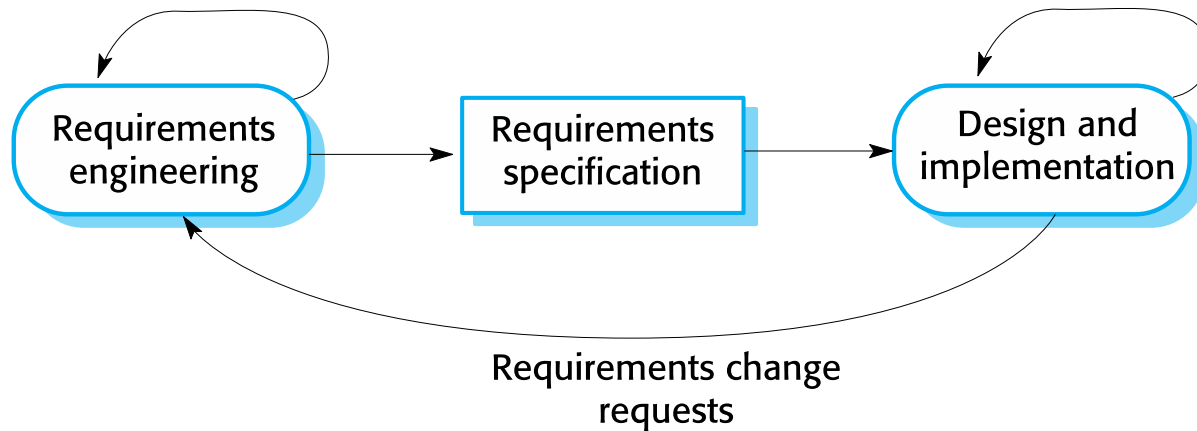 Requirements
engineering
Requirements
specification
Design and
implementation
Requirements change
requests